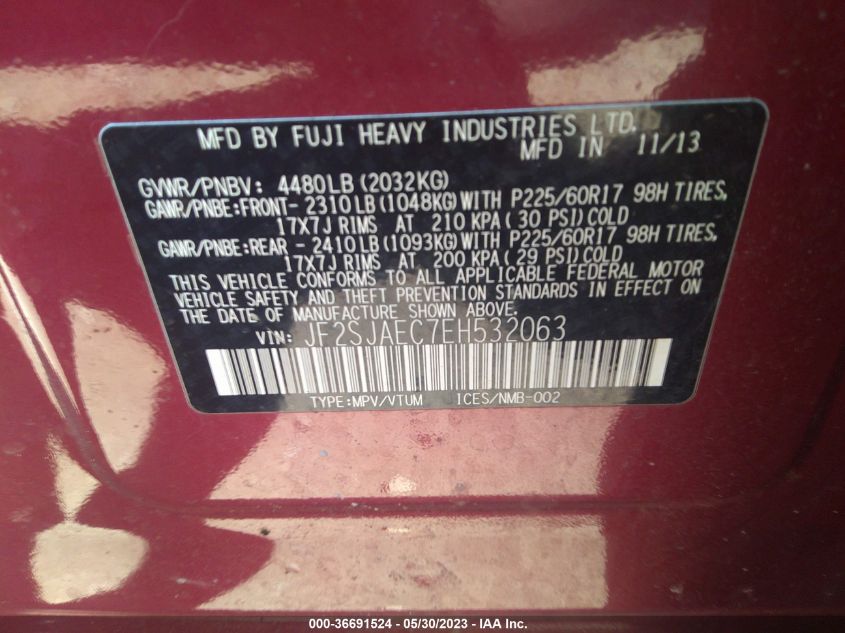 MFD BY FUJI HEAVY INDUSTRIES LTD.
MFD IN 11/13
GVWR/PNBV: 4480LB (2032KG)
GAWR/PNBE:FRONT- 2310LB (1048KG) WITH P225/60R17 98H TIRES,
17X7J RIMS AT 210 KPA ( 30 PSI) COLD
GAWR/PNBE:REAR - 2410LB (1093KG) WITH P225/60R17 98H TIRES,
17X7J RIMS AT 200 KPA ( 29 PSI) COLD
THIS VEHICLE CONFORMS TO ALL APPLICABLE FEDERAL MOTOR
VEHICLE SAFETY AND THEFT PREVENTION STANDARDS IN EFFECT ON
THE DATE OF MANUFACTURE SHOWN ABOVE.
VIN: JF2SJAEC7EH532063
TYPE:MPV/VTUM ICES/NMB-002
000-36691524 - 05/30/2023 - IAA Inc.